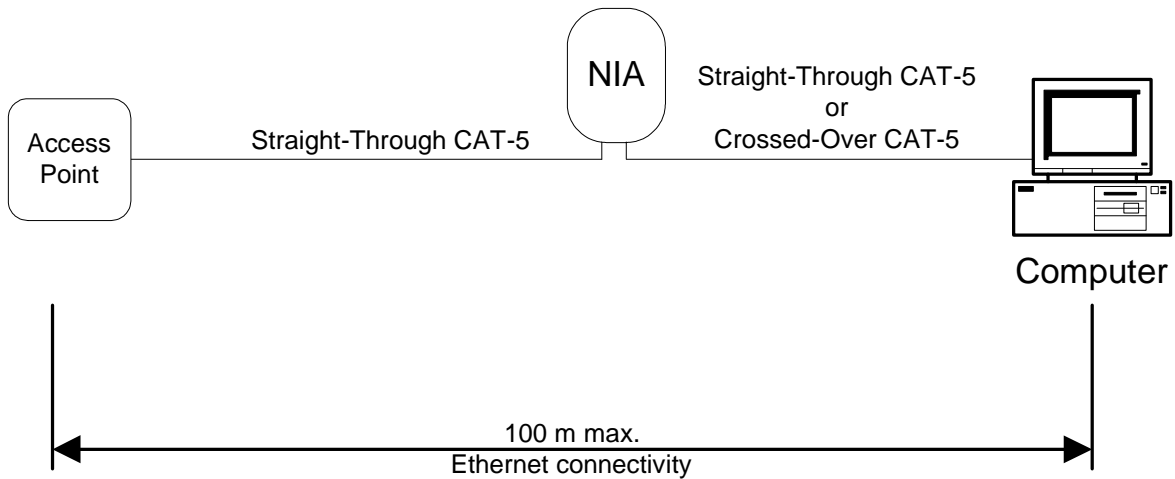 Access
Point
Straight-Through CAT-5
NIA
Straight-Through CAT-5
or
Crossed-Over CAT-5
Computer
100 m max.
Ethernet connectivity